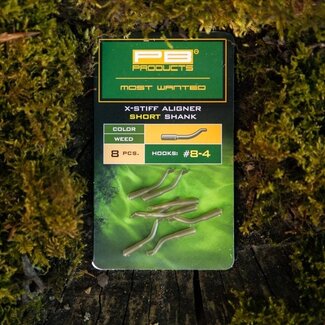 PB®
PRODUCTS
MOST WANTED
X-STIFF ALIGNER
SHORT SHANK
COLOR
WEED
8 PCS.
HOOKS: #8-4